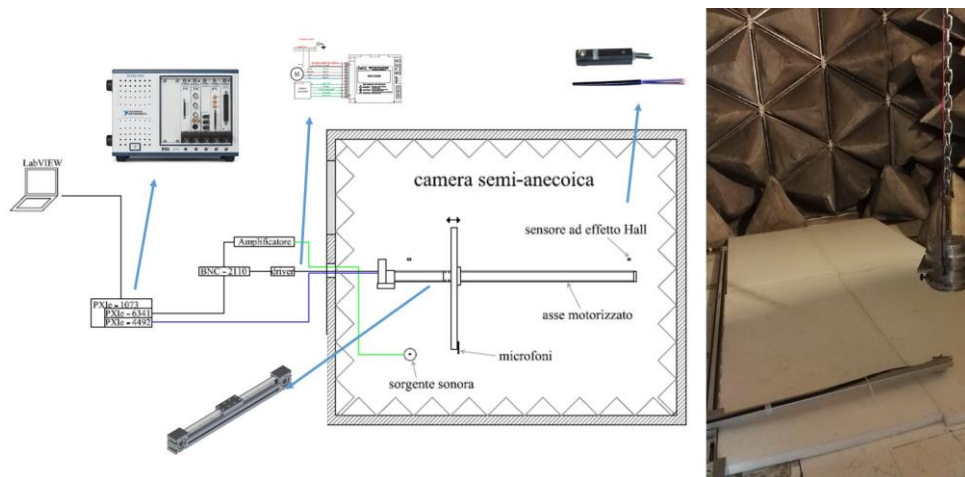 LabVIEW
PXIe - 1073
PXIe - 6341
PXIe - 4492
Amplificatore
BNC - 2110
driver
camera semi-anecoica
sensore ad effetto Hall
asse motorizzato
microfoni
sorgente sonora
M